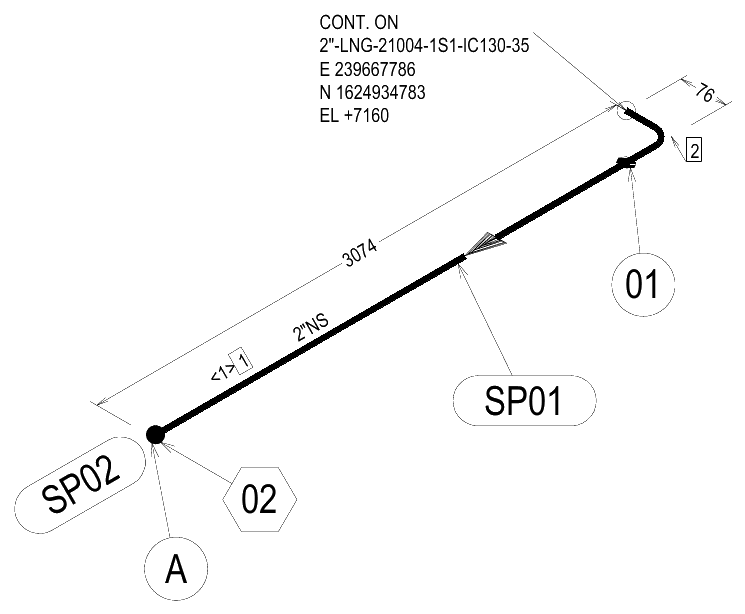 CONT. ON
2"-LNG-21004-1S1-IC130-35
E 239667786
N 1624934783
EL +7160
76
2
3074
01
2"NS
<1> 1
SP01
SP02
02
A